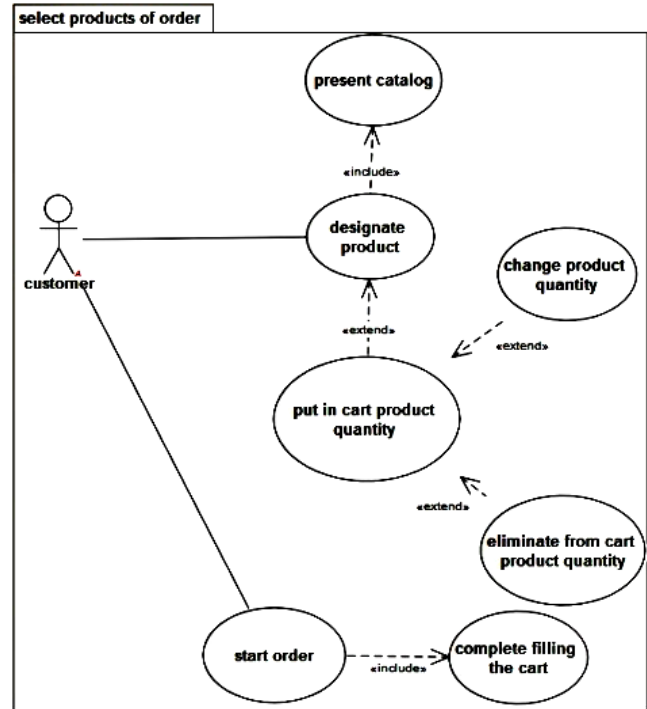 select products of order
present catalog
«include»
designate
product
customer
change product
quantity
«extend»
«extend»
put in cart product
quantity
«extend»
eliminate from cart
product quantity
start order
«include»
complete filling
the cart